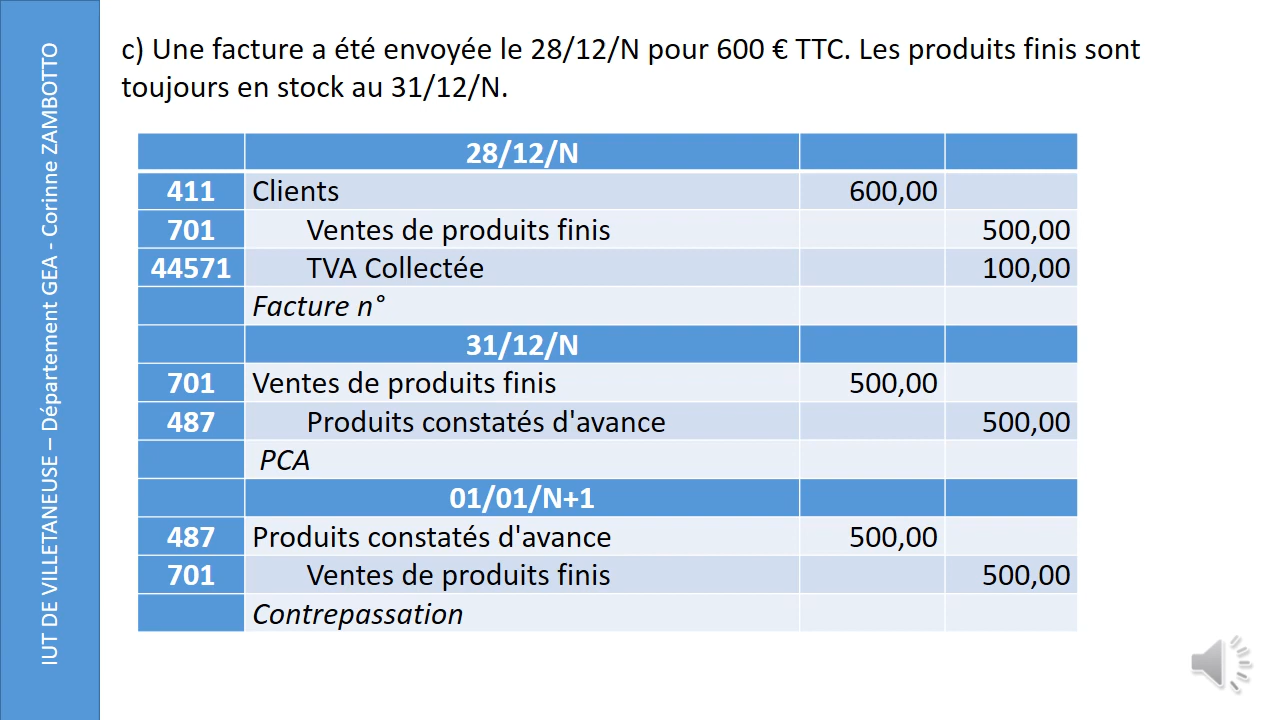 IUT DE VILLETANEUSE – Département GEA - Corinne ZAMBOTTO
c) Une facture a été envoyée le 28/12/N pour 600 € TTC. Les produits finis sont
toujours en stock au 31/12/N.
28/12/N
411 Clients 600,00
701 Ventes de produits finis 500,00
44571 TVA Collectée 100,00
Facture n°
31/12/N
701 Ventes de produits finis 500,00
487 Produits constatés d'avance 500,00
PCA
01/01/N+1
487 Produits constatés d'avance 500,00
701 Ventes de produits finis 500,00
Contrepassation